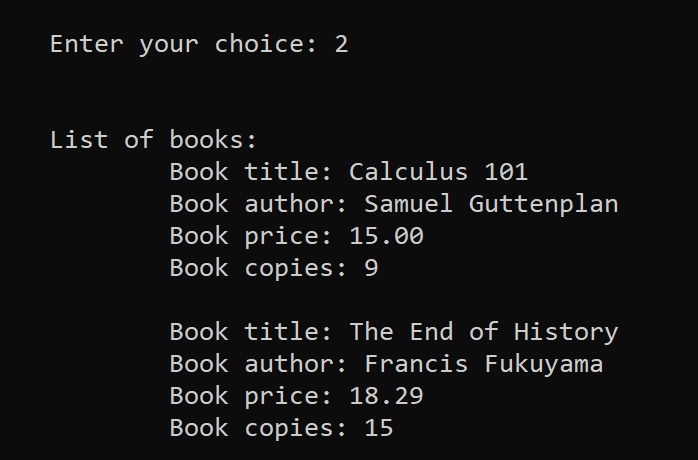 Enter your choice: 2
List of books:
Book title: Calculus 101
Book author: Samuel Guttenplan
Book price: 15.00
Book copies: 9
Book title: The End of History
Book author: Francis Fukuyama
Book price: 18.29
Book copies: 15